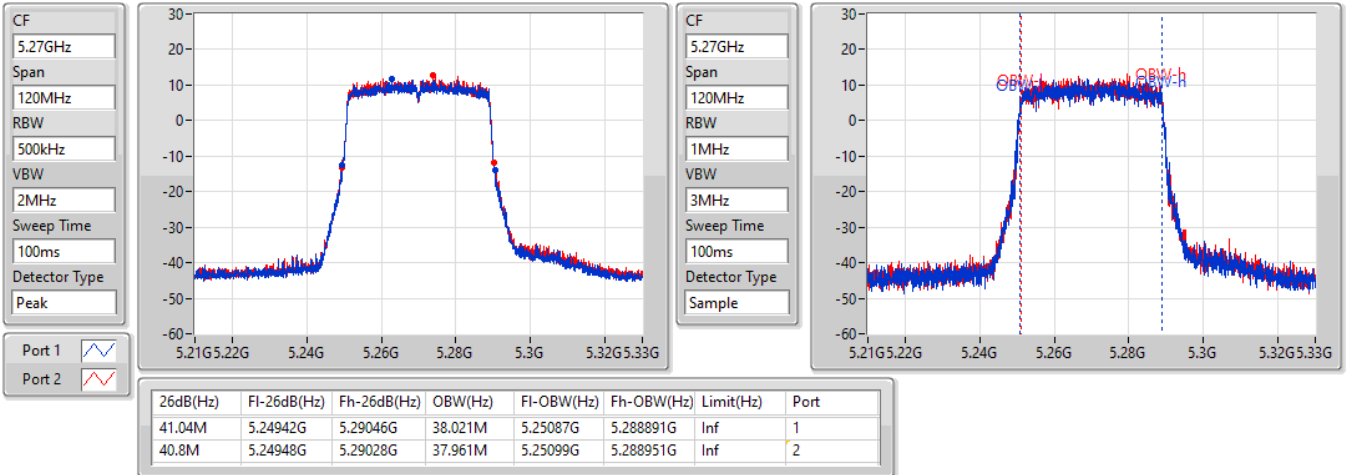 CF
5.27GHz
Span
120MHz
RBW
500kHz
VBW
2MHz
Sweep Time
100ms
Detector Type
Peak
30
20
10
0
-10
-20
-30
-40
-50
-60
5.21G 5.22G 5.24G 5.26G 5.28G 5.3G 5.32G 5.33G
CF
5.27GHz
Span
120MHz
RBW
1MHz
VBW
3MHz
Sweep Time
100ms
Detector Type
Sample
30
20
10
0
-10
-20
-30
-40
-50
-60
OBW-h
OBW-h
5.21G 5.22G 5.24G 5.26G 5.28G 5.3G 5.32G 5.33G
Port 1
Port 2
26dB(Hz) Fl-26dB(Hz) Fh-26dB(Hz) OBW(Hz) Fl-OBW(Hz) Fh-OBW(Hz) Limit(Hz) Port
41.04M 5.24942G 5.29046G 38.021M 5.25087G 5.288891G Inf 1
40.8M 5.24948G 5.29028G 37.961M 5.25099G 5.288951G Inf 2